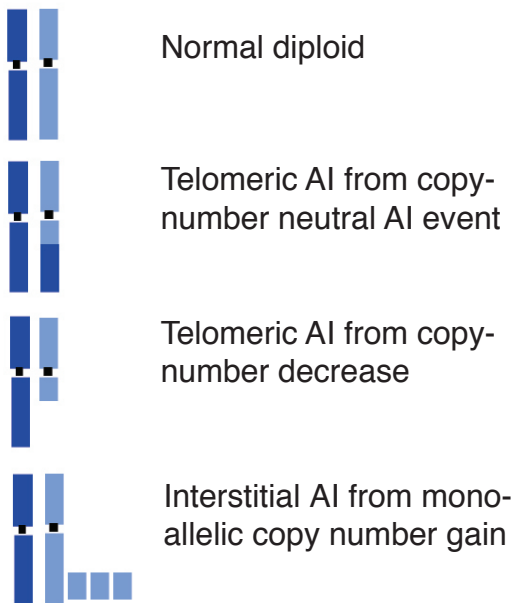 Normal diploid
Telomeric AI from copy-
number neutral AI event
Telomeric AI from copy-
number decrease
Interstitial AI from mono-
allelic copy number gain